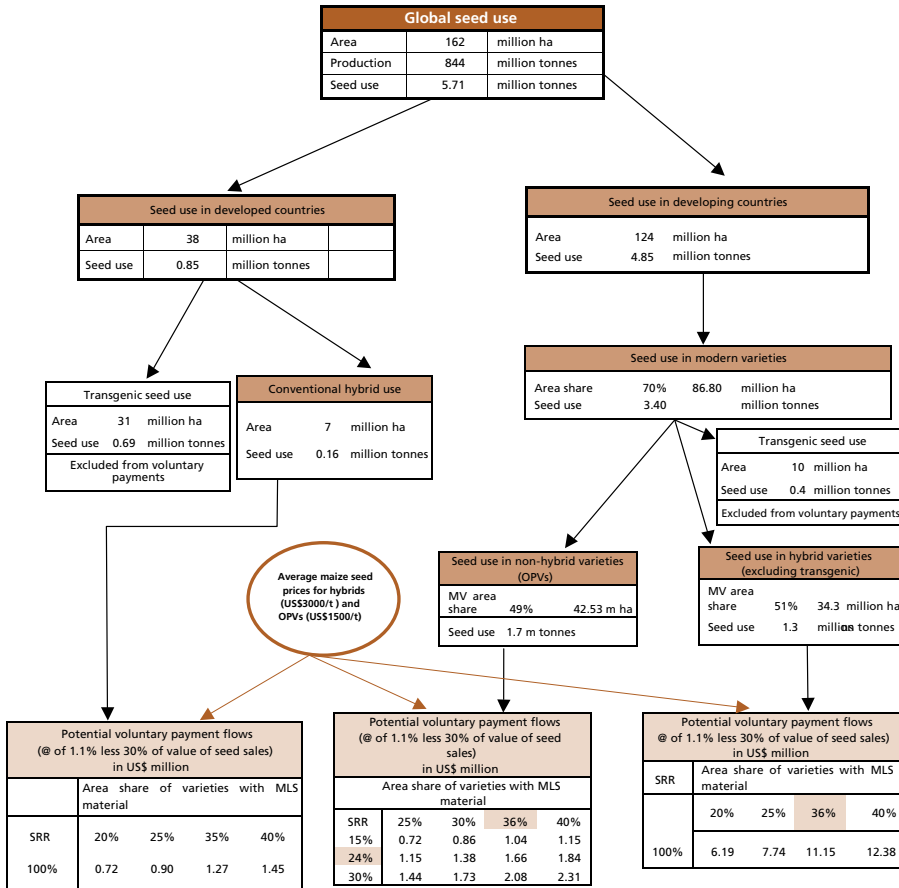 Global seed use
Area 162 million ha
Production 844 million tonnes
Seed use 5.71 million tonnes
Seed use in developed countries
Area 38 million ha
Seed use 0.85 million tonnes
Seed use in developing countries
Area 124 million ha
Seed use 4.85 million tonnes
Transgenic seed use
Area 31 million ha
Seed use 0.69 million tonnes
Excluded from voluntary
payments
Conventional hybrid use
Area 7 million ha
Seed use 0.16 million tonnes
Seed use in modern varieties
Area share 70% 86.80 million ha
Seed use 3.40 million tonnes
Transgenic seed use
Area 10 million ha
Seed use 0.4 million tonnes
Excluded from voluntary payments
Average maize seed
prices for hybrids
(US$3000/t ) and
OPVs (US$1500/t)
Seed use in non-hybrid varieties
(OPVs)
MV area
share 49% 42.53 m ha
Seed use 1.7 m tonnes
Seed use in hybrid varieties
(excluding transgenic)
MV area
share 51% 34.3 million ha
Seed use 1.3 tonnes
Potential voluntary payment flows
(@ of 1.1% less 30% of value of seed sales)
in US$ million
Area share of varieties with MLS
material
SRR 20% 25% 35% 40%
100% 0.72 0.90 1.27 1.45
Potential voluntary payment flows
(@ of 1.1% less 30% of value of seed
sales)
in US$ million
Area share of varieties with MLS
material
SRR 25% 30% 36% 40%
15% 0.72 0.86 1.04 1.15
24% 1.15 1.38 1.66 1.84
30% 1.44 1.73 2.08 2.31
Potential voluntary payment flows
@ of 1.1% less 30% of value of seed sales)
in US$ million
SRR Area share of varieties with MLS
material
20% 25% 36% 40%
100% 6.19 7.74 11.15 12.38